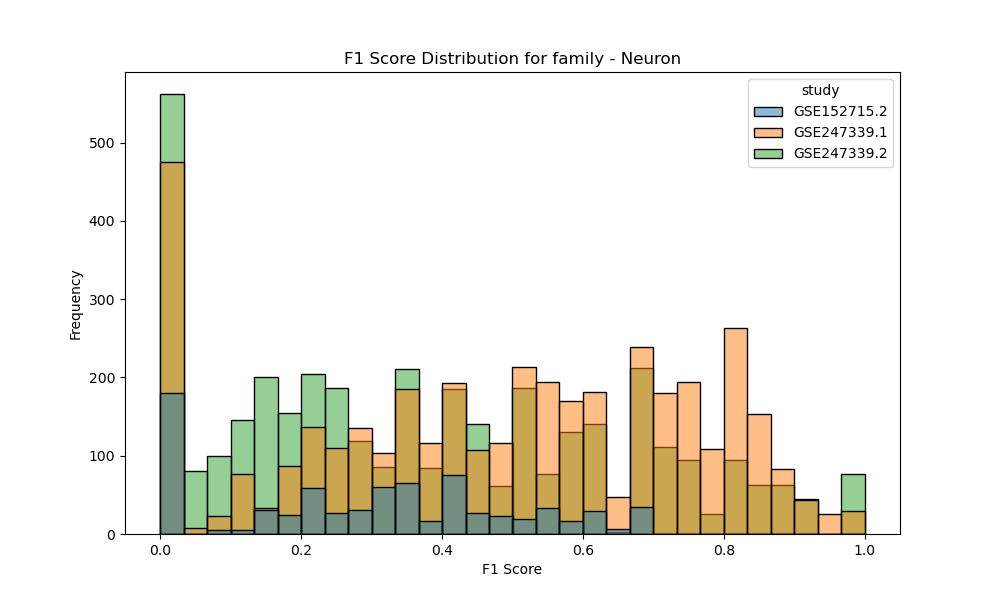 F1 Score Distribution for family - Neuron
study
GSE152715.2
GSE247339.1
GSE247339.2
Frequency
500
400
300
200
100
0
0.0 0.2 0.4 0.6 0.8 1.0
F1 Score